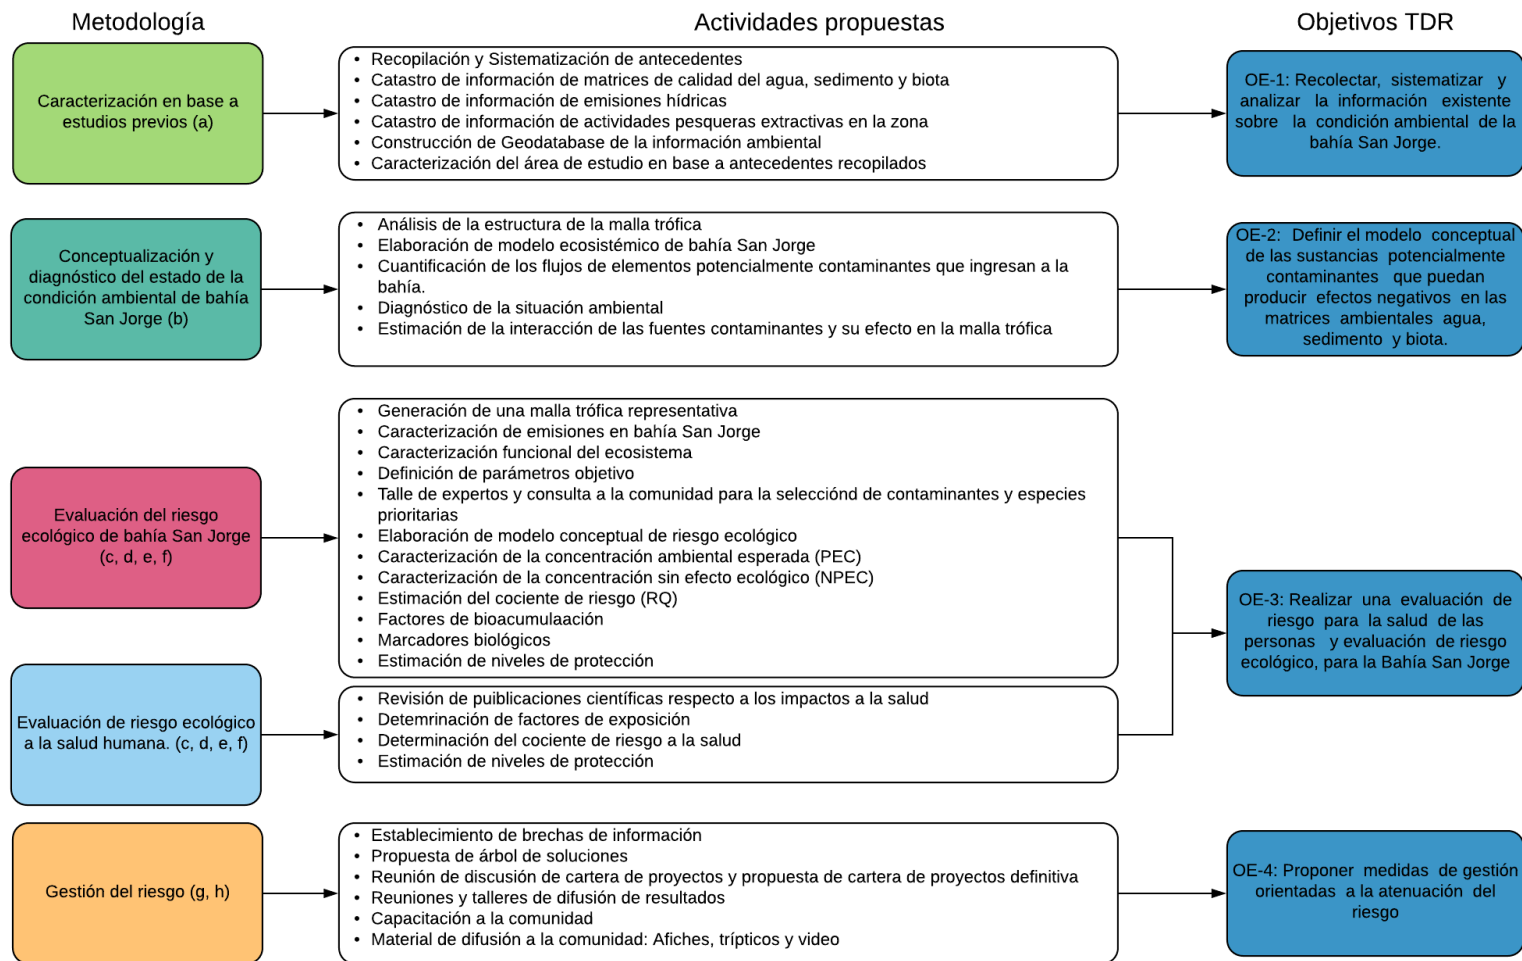 Metodología
Actividades propuestas
Objetivos TDR
Caracterización en base a
estudios previos (a)
• Recopilación y Sistematización de antecedentes
• Catastro de información de matrices de calidad del agua, sedimento y biota
• Catastro de información de emisiones hídricas
• Catastro de información de actividades pesqueras extractivas en la zona
• Construcción de Geodatabase de la información ambiental
• Caracterización del área de estudio en base a antecedentes recopilados
OE-1: Recolectar, sistematizar y
analizar la información existente
sobre la condición ambiental de la
bahía San Jorge.
Conceptualización y
diagnóstico del estado de la
condición ambiental de bahía
San Jorge (b)
• Análisis de la estructura de la malla trófica
• Elaboración de modelo ecosistémico de bahía San Jorge
• Cuantificación de los flujos de elementos potencialmente contaminantes que ingresan a la
bahía.
• Diagnóstico de la situación ambiental
• Estimación de la interacción de las fuentes contaminantes y su efecto en la malla trófica
OE-2: Definir el modelo conceptual
de las sustancias potencialmente
contaminantes que puedan
producir efectos negativos en las
matrices ambientales agua,
sedimento y biota.
Evaluación del riesgo
ecológico de bahía San Jorge
(c, d, e, f)
• Generación de una malla trófica representativa
• Caracterización de emisiones en bahía San Jorge
• Caracterización funcional del ecosistema
• Definición de parámetros objetivo
• Talle de expertos y consulta a la comunidad para la selecciónd de contaminantes y especies
prioritarias
• Elaboración de modelo conceptual de riesgo ecológico
• Caracterización de la concentración ambiental esperada (PEC)
• Caracterización de la concentración sin efecto ecológico (NPEC)
• Estimación del cociente de riesgo (RQ)
• Factores de bioacumulaación
• Marcadores biológicos
• Estimación de niveles de protección
Evaluación de riesgo ecológico
a la salud humana. (c, d, e, f)
• Revisión de puiblicaciones científicas respecto a los impactos a la salud
• Detemrinación de factores de exposición
• Determinación del cociente de riesgo a la salud
• Estimación de niveles de protección
OE-3: Realizar una evaluación de
riesgo para la salud de las
personas y evaluación de riesgo
ecológico, para la Bahía San Jorge
Gestión del riesgo (g, h)
• Establecimiento de brechas de información
• Propuesta de árbol de soluciones
• Reunión de discusión de cartera de proyectos y propuesta de cartera de proyectos definitiva
• Reuniones y talleres de difusión de resultados
• Capacitación a la comunidad
• Material de difusión a la comunidad: Afiches, trípticos y video
OE-4: Proponer medidas de gestión
orientadas a la atenuación del
riesgo